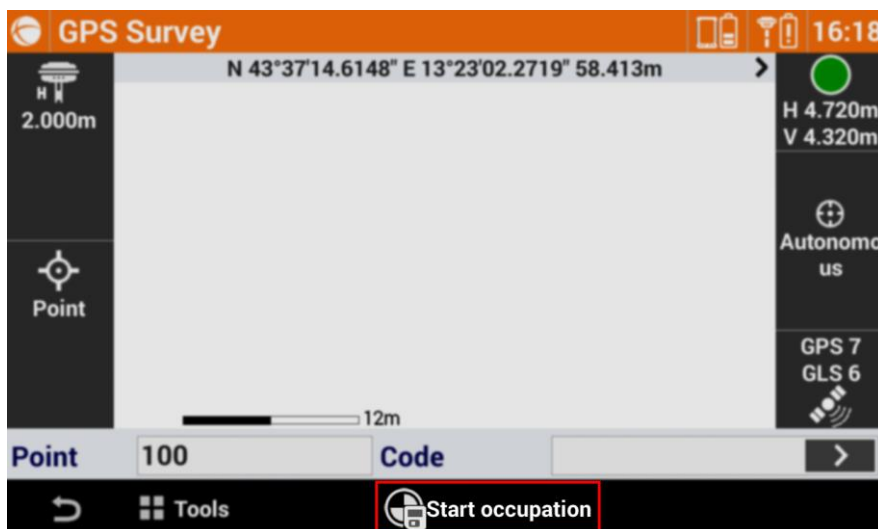 GPS Survey
16:18
N 43°37'14.6148" E 13°23'02.2719" 58.413m
H
2.000m
H 4.720m
V 4.320m
Autonomo
us
Point
GPS 7
GLS 6
12m
Point
100
Code
Tools
Start occupation